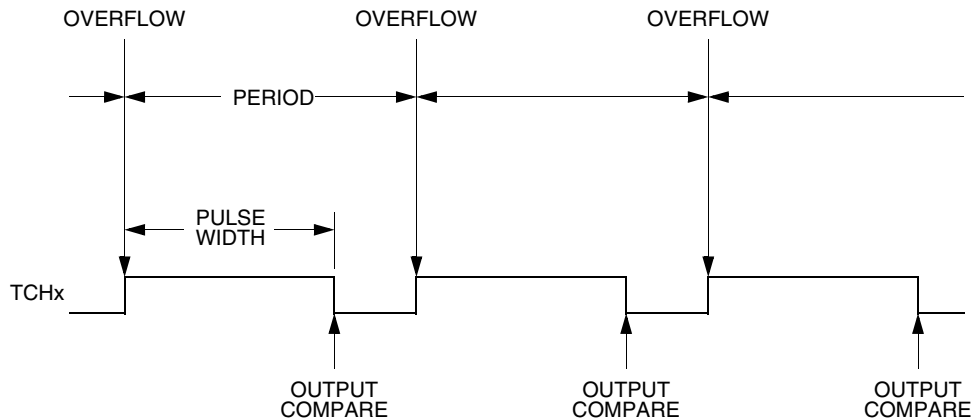 OVERFLOW OVERFLOW OVERFLOW
PERIOD
PULSE
WIDTH
TCHx
OUTPUT
COMPARE
OUTPUT
COMPARE
OUTPUT
COMPARE